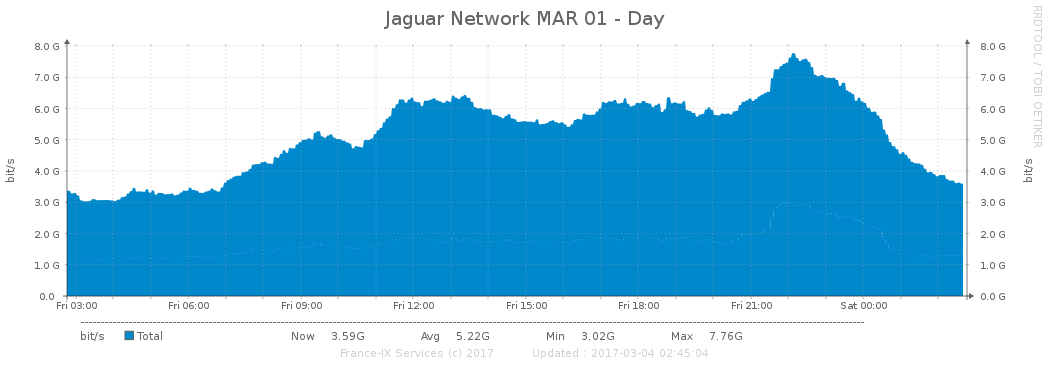 Jaguar Network MAR 01 - Day
RRDTOOL / TOBI OETIKER
bit/s
bit/s
8.0 G 8.0 G
7.0 G 7.0 G
6.0 G 6.0 G
5.0 G 5.0 G
4.0 G 4.0 G
3.0 G 3.0 G
2.0 G 2.0 G
1.0 G 1.0 G
0.0 0.0 G
Fri 03:00 Fri 06:00 Fri 09:00 Fri 12:00 Fri 15:00 Fri 18:00 Fri 21:00 Sat 00:00
bit/s Total Now 3.59G Avg 5.22G Min 3.02G Max 7.76G
France-IX Services (c) 2017 Updated : 2017-03-04 02:45:04